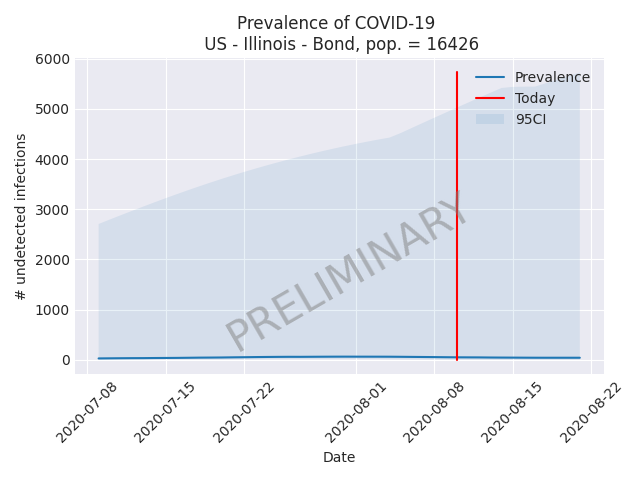 Prevalence of COVID-19
US - Illinois - Bond, pop. = 16426
6000
5000
4000
3000
2000
1000
0
# undetected infections
Prevalence
Today
95CI
PRELIMINARY
2020-07-08
2020-07-15
2020-07-22
2020-08-01
2020-08-08
2020-08-15
2020-08-22
Date